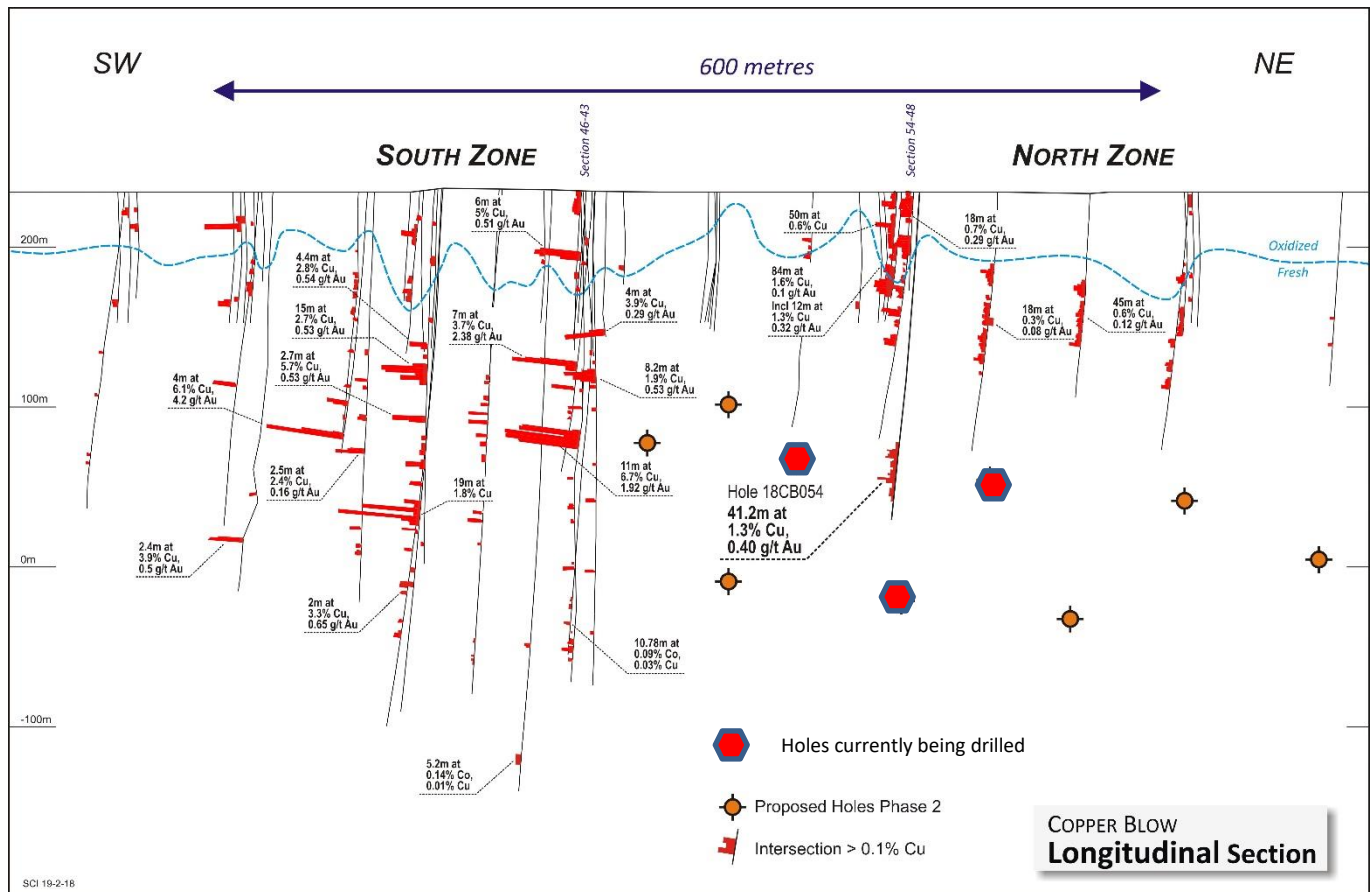 SW
600 metres
NE
SOUTH ZONE
Section 46-43
Section 54-48
NORTH ZONE
200m
100m
0m
-100m
Oxidized
Fresh
6m at
5% Cu,
0.51 g/t Au
4.4m at
2.8% Cu,
0.54 g/t Au
15m at
2.7% Cu,
0.53 g/t Au
2.7m at
5.7% Cu,
0.53 g/t Au
4m at
6.1% Cu,
4.2 g/t Au
2.5m at
2.4% Cu,
0.16 g/t Au
2.4m at
3.9% Cu,
0.5 g/t Au
7m at
3.7% Cu,
2.38 g/t Au
4m at
3.9% Cu,
0.29 g/t Au
8.2m at
1.9% Cu,
0.53 g/t Au
11m at
6.7% Cu,
1.92 g/t Au
19m at
1.8% Cu
2m at
3.3% Cu,
0.65 g/t Au
10.78m at
0.09% Co,
0.03% Cu
5.2m at
0.14% Co,
0.01% Cu
50m at
0.6% Cu
84m at
1.6% Cu,
0.1 g/t Au
Incl 12m at
1.3% Cu
0.32 g/t Au
18m at
0.7% Cu,
0.29 g/t Au
18m at
0.3% Cu,
0.08 g/t Au
45m at
0.6% Cu,
0.12 g/t Au
Hole 18CB054
41.2m at
1.3% Cu,
0.40 g/t Au
Holes currently being drilled
Proposed Holes Phase 2
Intersection > 0.1% Cu
COPPER BLOW
Longitudinal Section
SCI 19-2-18